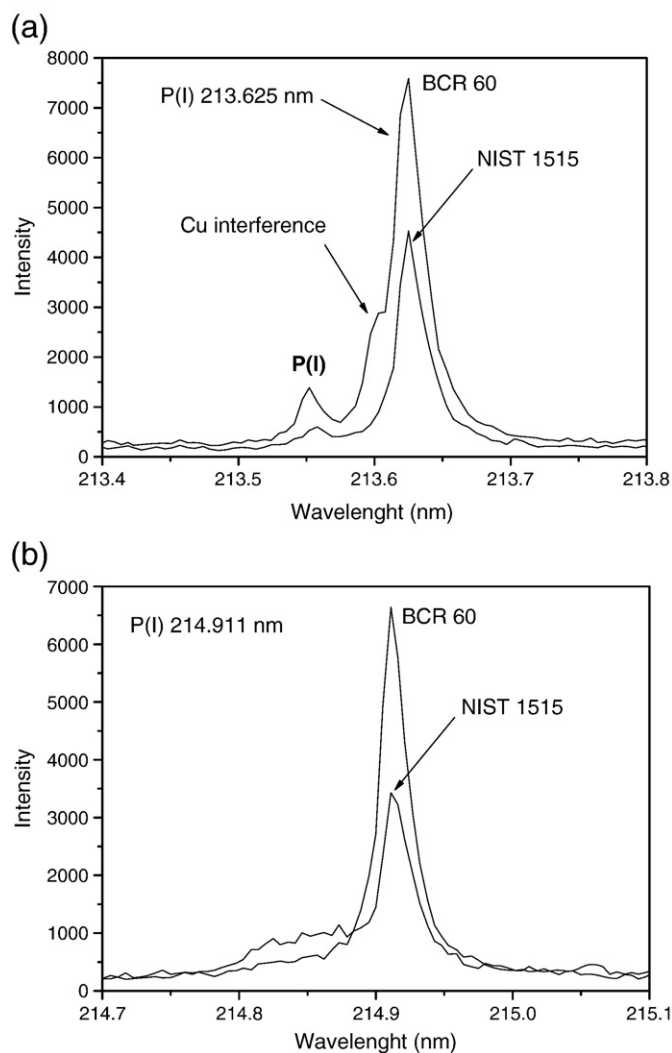 (a)
8000
7000
6000
5000
4000
3000
2000
1000
0
Intensity
P(I) 213.625 nm
BCR 60
NIST 1515
Cu interference
P(I)
213.4
213.5
213.6
213.7
213.8
Wavelenght (nm)
(b)
7000
6000
5000
4000
3000
2000
1000
0
Intensity
P(I) 214.911 nm
BCR 60
NIST 1515
214.7
214.8
214.9
215.0
215.1
Wavelenght (nm)